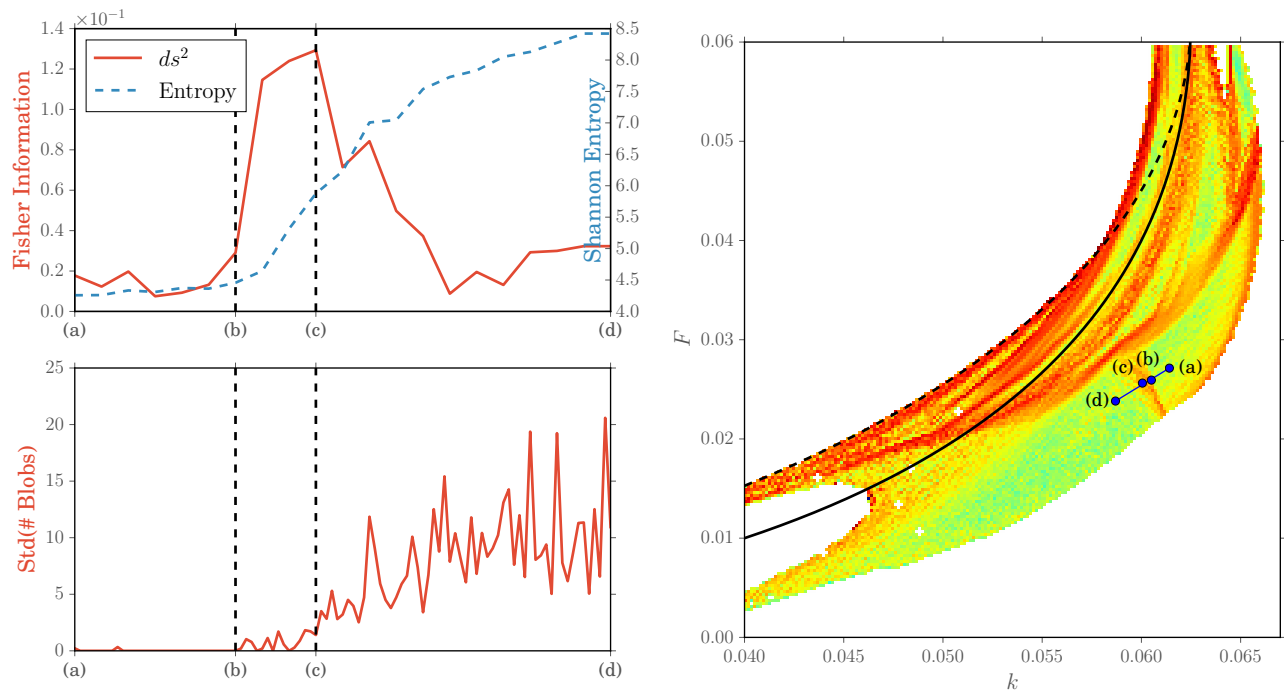 ×10⁻¹
1.4
1.2
1.0
0.8
0.6
0.4
0.2
0.0
Fisher Information
ds²
Entropy
8.5
8.0
7.5
7.0
6.5
6.0
5.5
5.0
4.5
4.0
Shannon Entropy
(a) (b) (c) (d)
25
20
15
10
5
0
Std(# Blobs)
(a) (b) (c) (d)
0.06
0.05
0.04
0.03
0.02
0.01
0.00
F
(a)
(b)
(c)
(d)
0.040 0.045 0.050 0.055 0.060 0.065
k